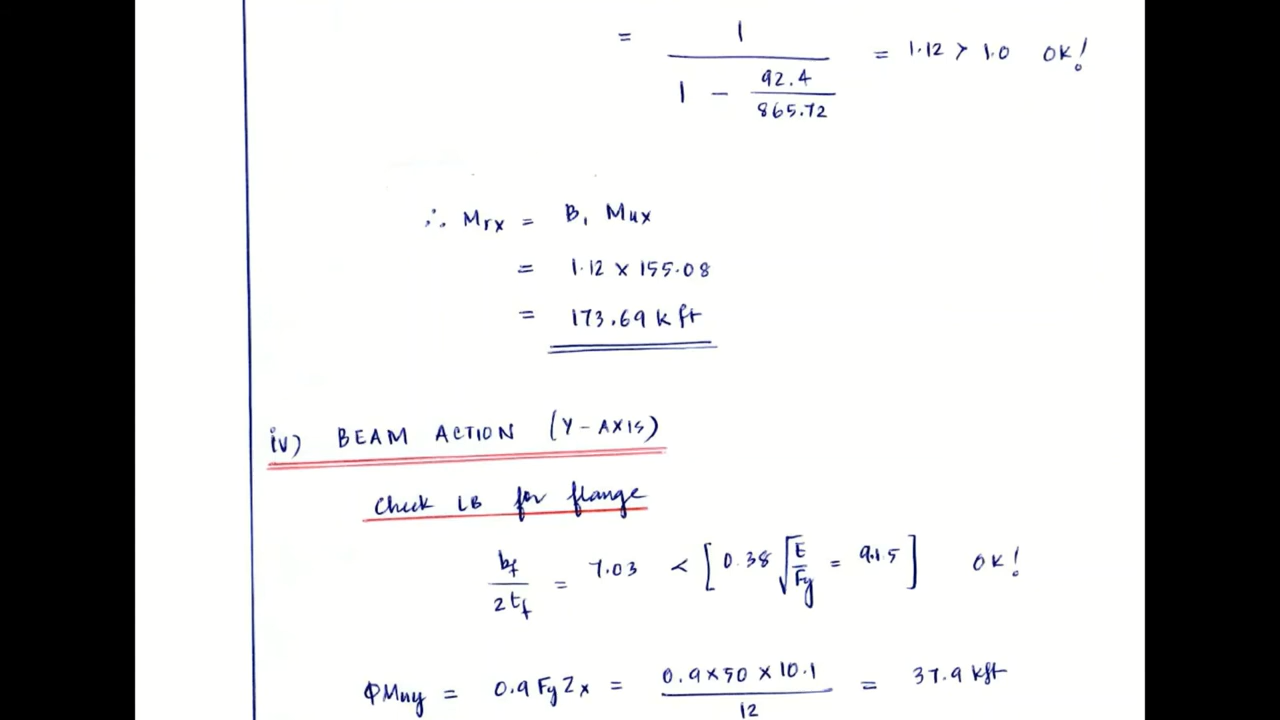 = 1 / (1 - 92.4/865.72) = 1.12 > 1.0 OK!
∴ Mrx = B1 Mux
= 1.12 x 155.08
= 173.69 k ft
iv) BEAM ACTION (Y-AXIS)
Check LB for flange
bf / 2tf = 7.03 < [0.38 √(E/Fy) = 9.15] OK!
ΦMny = 0.9 Fy Zx = (0.9 x 50 x 10.1) / 12 = 37.9 kft